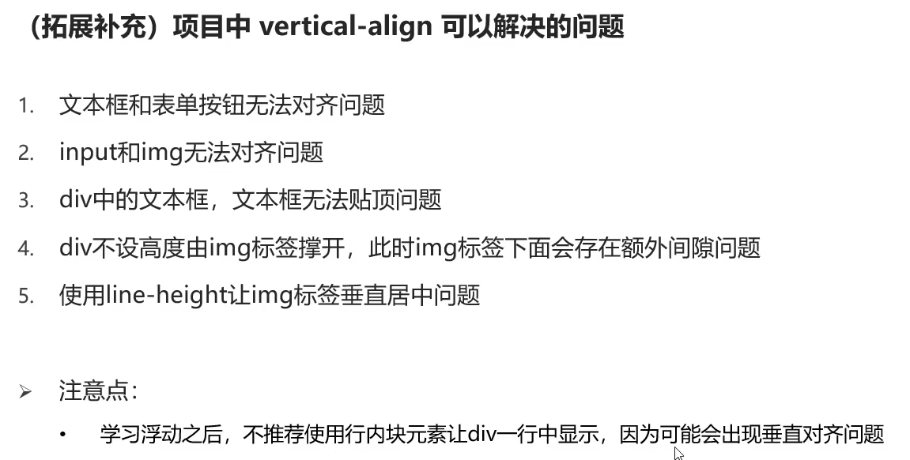 （拓展补充）项目中 vertical-align 可以解决的问题
1. 文本框和表单按钮无法对齐问题
2. input和img无法对齐问题
3. div中的文本框，文本框无法贴顶问题
4. div不设高度由img标签撑开，此时img标签下面会存在额外间隙问题
5. 使用line-height让img标签垂直居中问题
➢ 注意点：
• 学习浮动之后，不推荐使用行内块元素让div一行中显示，因为可能会出现垂直对齐问题